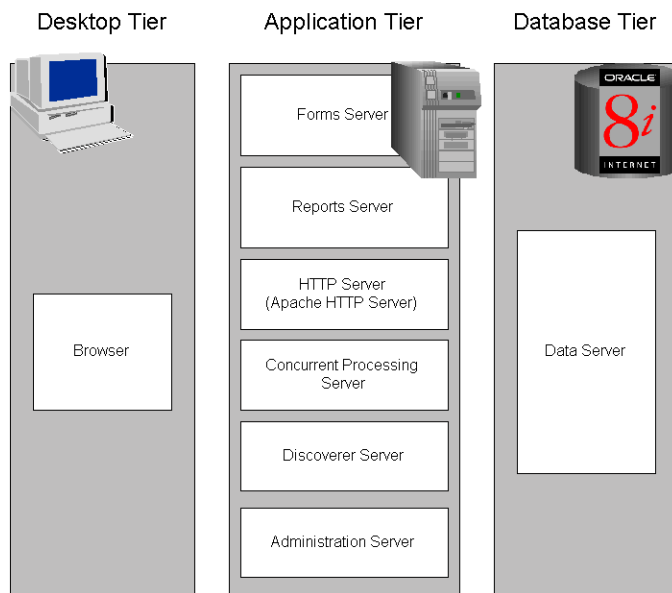 Desktop Tier
Application Tier
Database Tier
Forms Server
ORACLE
8i
INTERNET
Reports Server
HTTP Server
(Apache HTTP Server)
Browser
Concurrent Processing
Server
Data Server
Discoverer Server
Administration Server